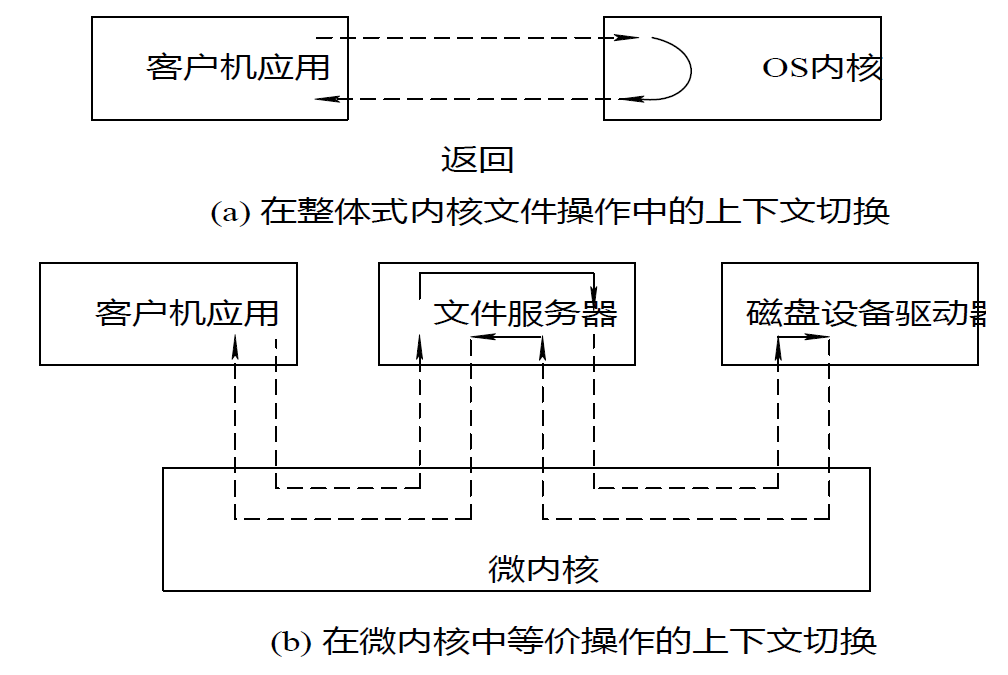 客户机应用
OS内核
返回
(a) 在整体式内核文件操作中的上下文切换
客户机应用
文件服务器
磁盘设备驱动器
微内核
(b) 在微内核中等价操作的上下文切换